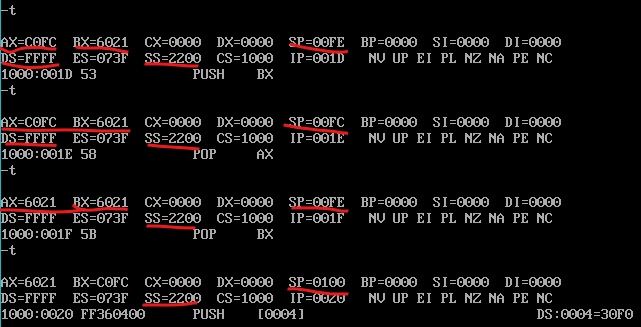 -t
AX=C0FC BX=6021 CX=0000 DX=0000 SP=00FE BP=0000 SI=0000 DI=0000
DS=FFFF ES=073F SS=2200 CS=1000 IP=001D NV UP EI PL NZ NA PE NC
1000:001D 53 PUSH BX
-t
AX=C0FC BX=6021 CX=0000 DX=0000 SP=00FC BP=0000 SI=0000 DI=0000
DS=FFFF ES=073F SS=2200 CS=1000 IP=001E NV UP EI PL NZ NA PE NC
1000:001E 58 POP AX
-t
AX=6021 BX=6021 CX=0000 DX=0000 SP=00FE BP=0000 SI=0000 DI=0000
DS=FFFF ES=073F SS=2200 CS=1000 IP=001F NV UP EI PL NZ NA PE NC
1000:001F 5B POP BX
-t
AX=6021 BX=C0FC CX=0000 DX=0000 SP=0100 BP=0000 SI=0000 DI=0000
DS=FFFF ES=073F SS=2200 CS=1000 IP=0020 NV UP EI PL NZ NA PE NC
1000:0020 FF360400 PUSH [0004] DS:0004=30F0